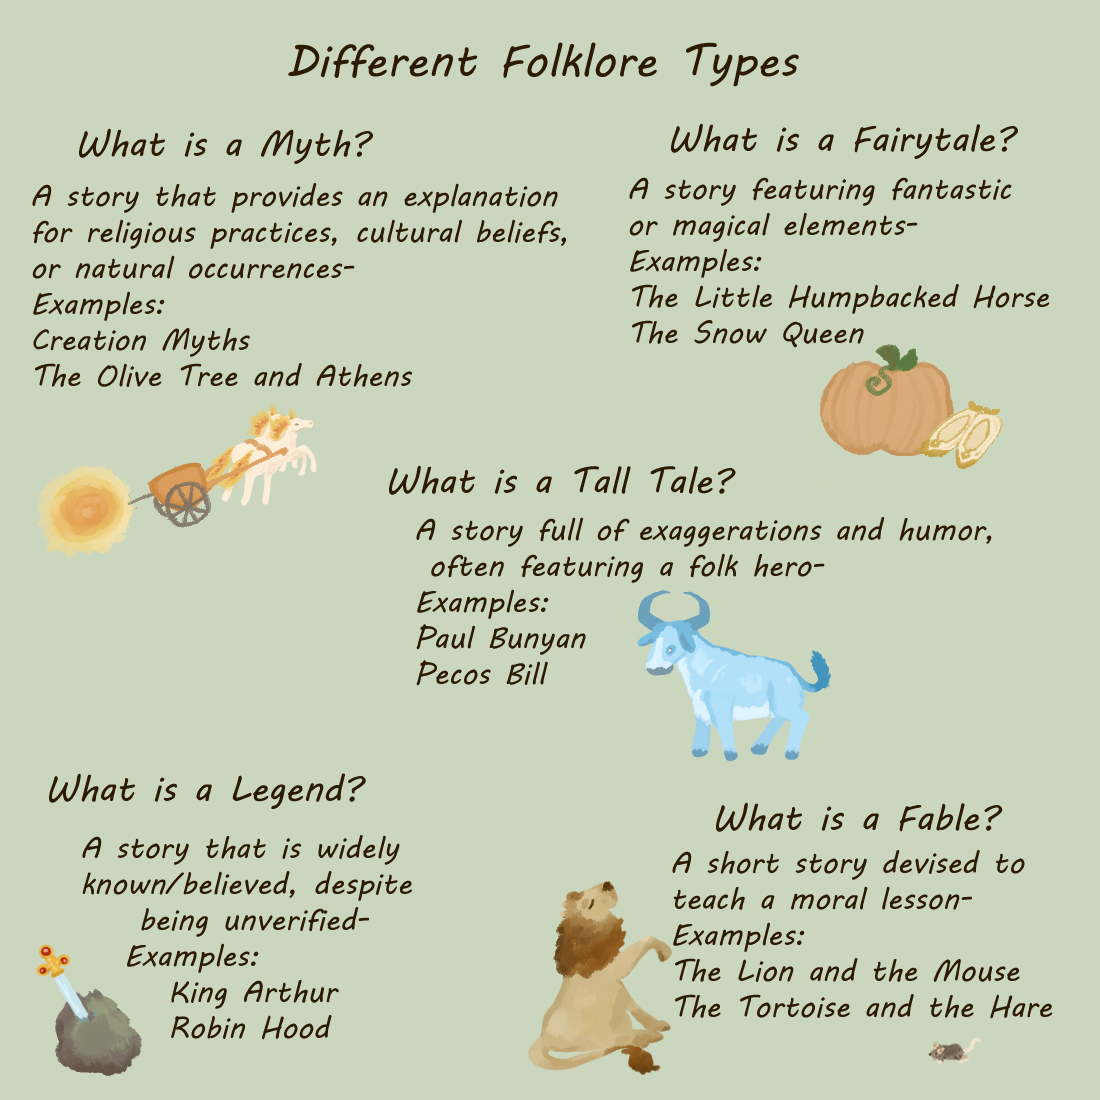 Different Folklore Types
What is a Myth?
A story that provides an explanation
for religious practices, cultural beliefs,
or natural occurrences-
Examples:
Creation Myths
The Olive Tree and Athens
What is a Fairytale?
A story featuring fantastic
or magical elements-
Examples:
The Little Humpbacked Horse
The Snow Queen
What is a Tall Tale?
A story full of exaggerations and humor,
often featuring a folk hero-
Examples:
Paul Bunyan
Pecos Bill
What is a Legend?
A story that is widely
known/believed, despite
being unverified-
Examples:
King Arthur
Robin Hood
What is a Fable?
A short story devised to
teach a moral lesson-
Examples:
The Lion and the Mouse
The Tortoise and the Hare